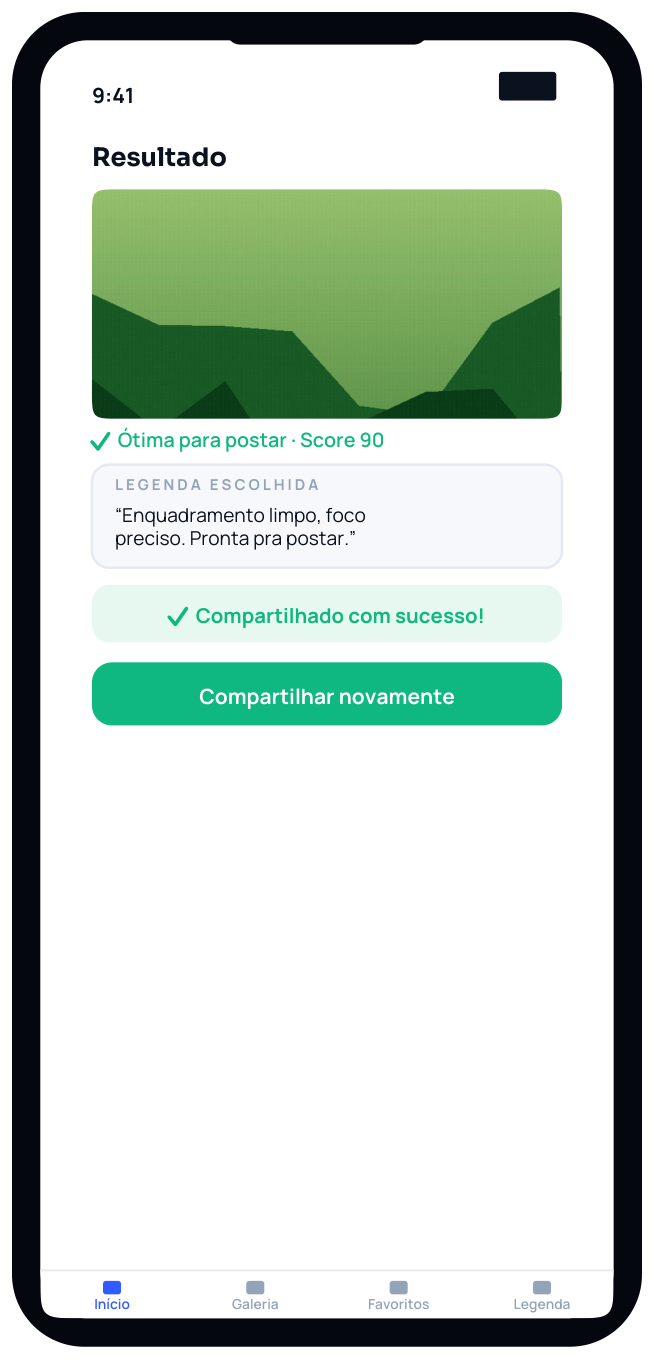 9:41
Resultado
Ótima para postar · Score 90
LEGENDA ESCOLHIDA
“Enquadramento limpo, foco
preciso. Pronta pra postar.”
Compartilhado com sucesso!
Compartilhar novamente
Início Galeria Favoritos Legenda